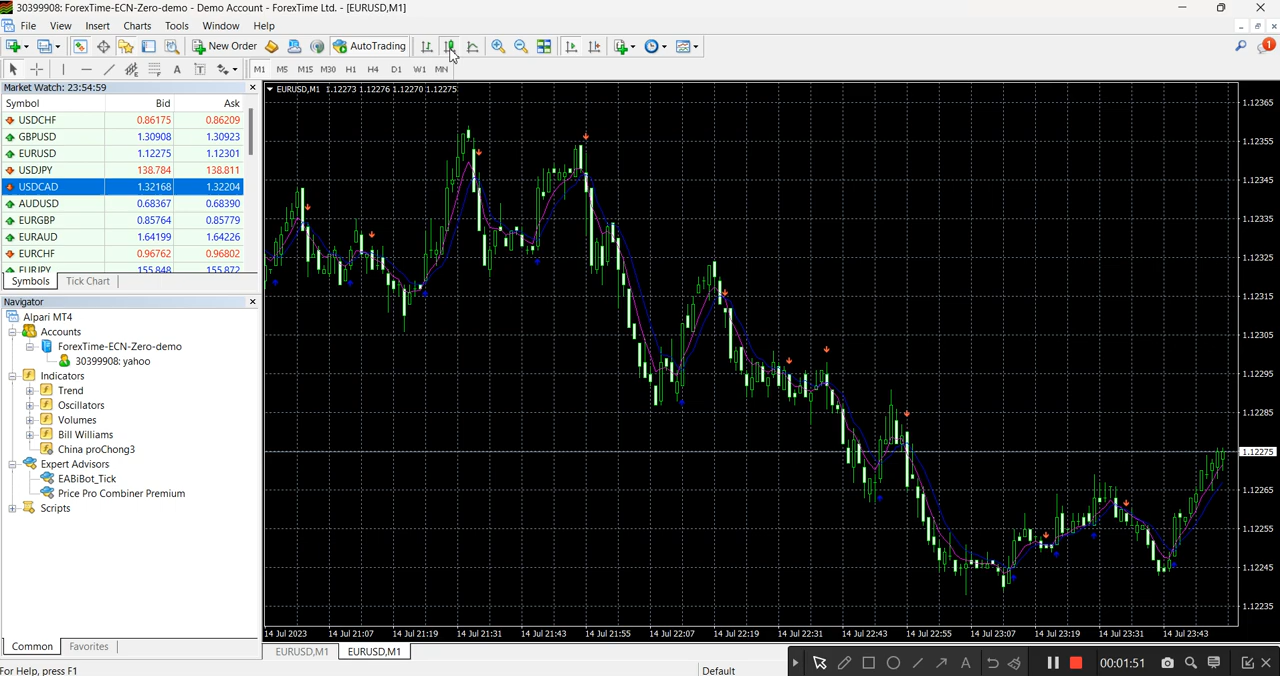 30399908: ForexTime-ECN-Zero-demo - Demo Account - ForexTime Ltd. - [EURUSD,M1]
File View Insert Charts Tools Window Help
New Order AutoTrading 1
A T M1 M5 M15 M30 H1 H4 D1 W1 MN
Market Watch: 23:54:59
Symbol Bid Ask
USDCHF 0.86175 0.86209
GBPUSD 1.30908 1.30923
EURUSD 1.12275 1.12301
USDJPY 138.784 138.811
USDCAD 1.32168 1.32204
AUDUSD 0.68367 0.68390
EURGBP 0.85764 0.85779
EURAUD 1.64199 1.64226
EURCHF 0.96762 0.96802
EURJPY 155.848 155.872
Symbols Tick Chart
Navigator
Alpari MT4
Accounts
ForexTime-ECN-Zero-demo
30399908: yahoo
Indicators
Trend
Oscillators
Volumes
Bill Williams
China proChong3
Expert Advisors
EABiBot_Tick
Price Pro Combiner Premium
Scripts
Common Favorites
EURUSD,M1 1.12273 1.12276 1.12270 1.12275
1.12365
1.12355
1.12345
1.12335
1.12325
1.12315
1.12305
1.12295
1.12285
1.12275
1.12265
1.12255
1.12245
1.12235
14 Jul 2023 14 Jul 21:07 14 Jul 21:19 14 Jul 21:31 14 Jul 21:43 14 Jul 21:55 14 Jul 22:07 14 Jul 22:19 14 Jul 22:31 14 Jul 22:43 14 Jul 22:55 14 Jul 23:07 14 Jul 23:19 14 Jul 23:31 14 Jul 23:43
EURUSD,M1 EURUSD,M1
For Help, press F1 Default
A 00:01:51